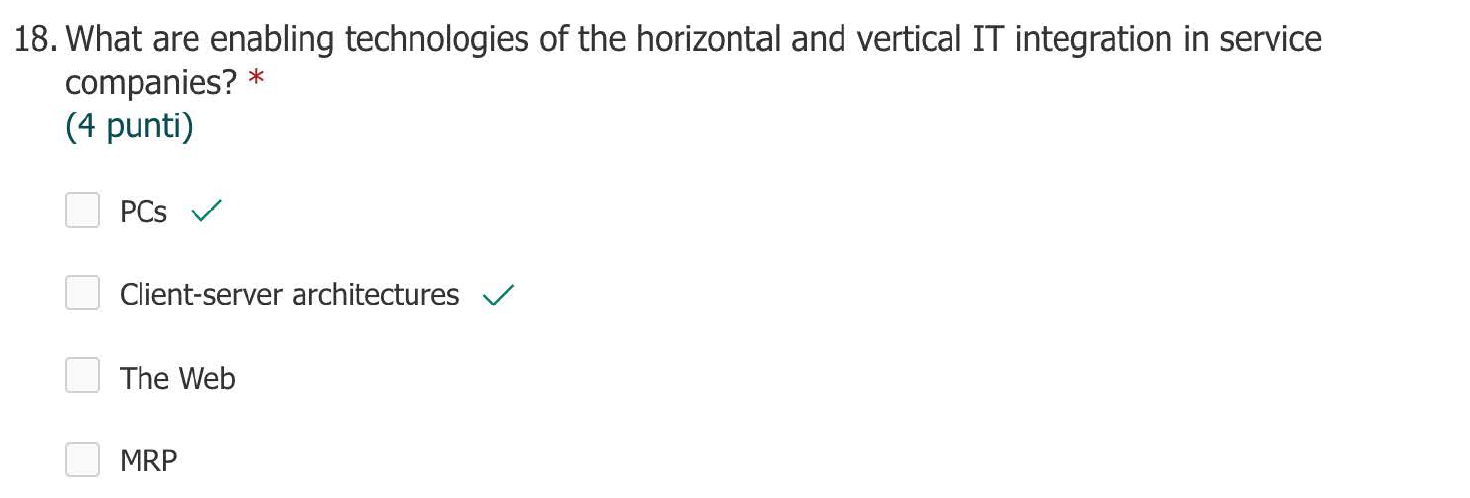 18. What are enabling technologies of the horizontal and vertical IT integration in service
companies? *
(4 punti)
PCs
Client-server architectures
The Web
MRP